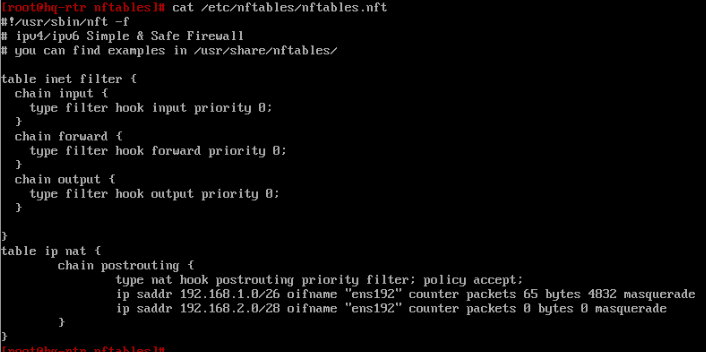 [root@hq-rtr nftables]# cat /etc/nftables/nftables.nft
#!/usr/sbin/nft -f
# ipv4/ipv6 Simple & Safe Firewall
# you can find examples in /usr/share/nftables/
table inet filter {
chain input {
type filter hook input priority 0;
}
chain forward {
type filter hook forward priority 0;
}
chain output {
type filter hook output priority 0;
}
}
table ip nat {
chain postrouting {
type nat hook postrouting priority filter; policy accept;
ip saddr 192.168.1.0/26 oifname "ens192" counter packets 65 bytes 4832 masquerade
ip saddr 192.168.2.0/28 oifname "ens192" counter packets 0 bytes 0 masquerade
}
}
[root@hq-rtr nftables]#